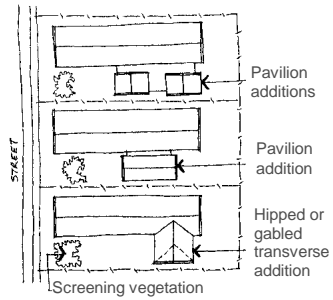 STREET
Pavilion
additions
Pavilion
addition
Hipped or
gabled
transverse
addition
Screening vegetation